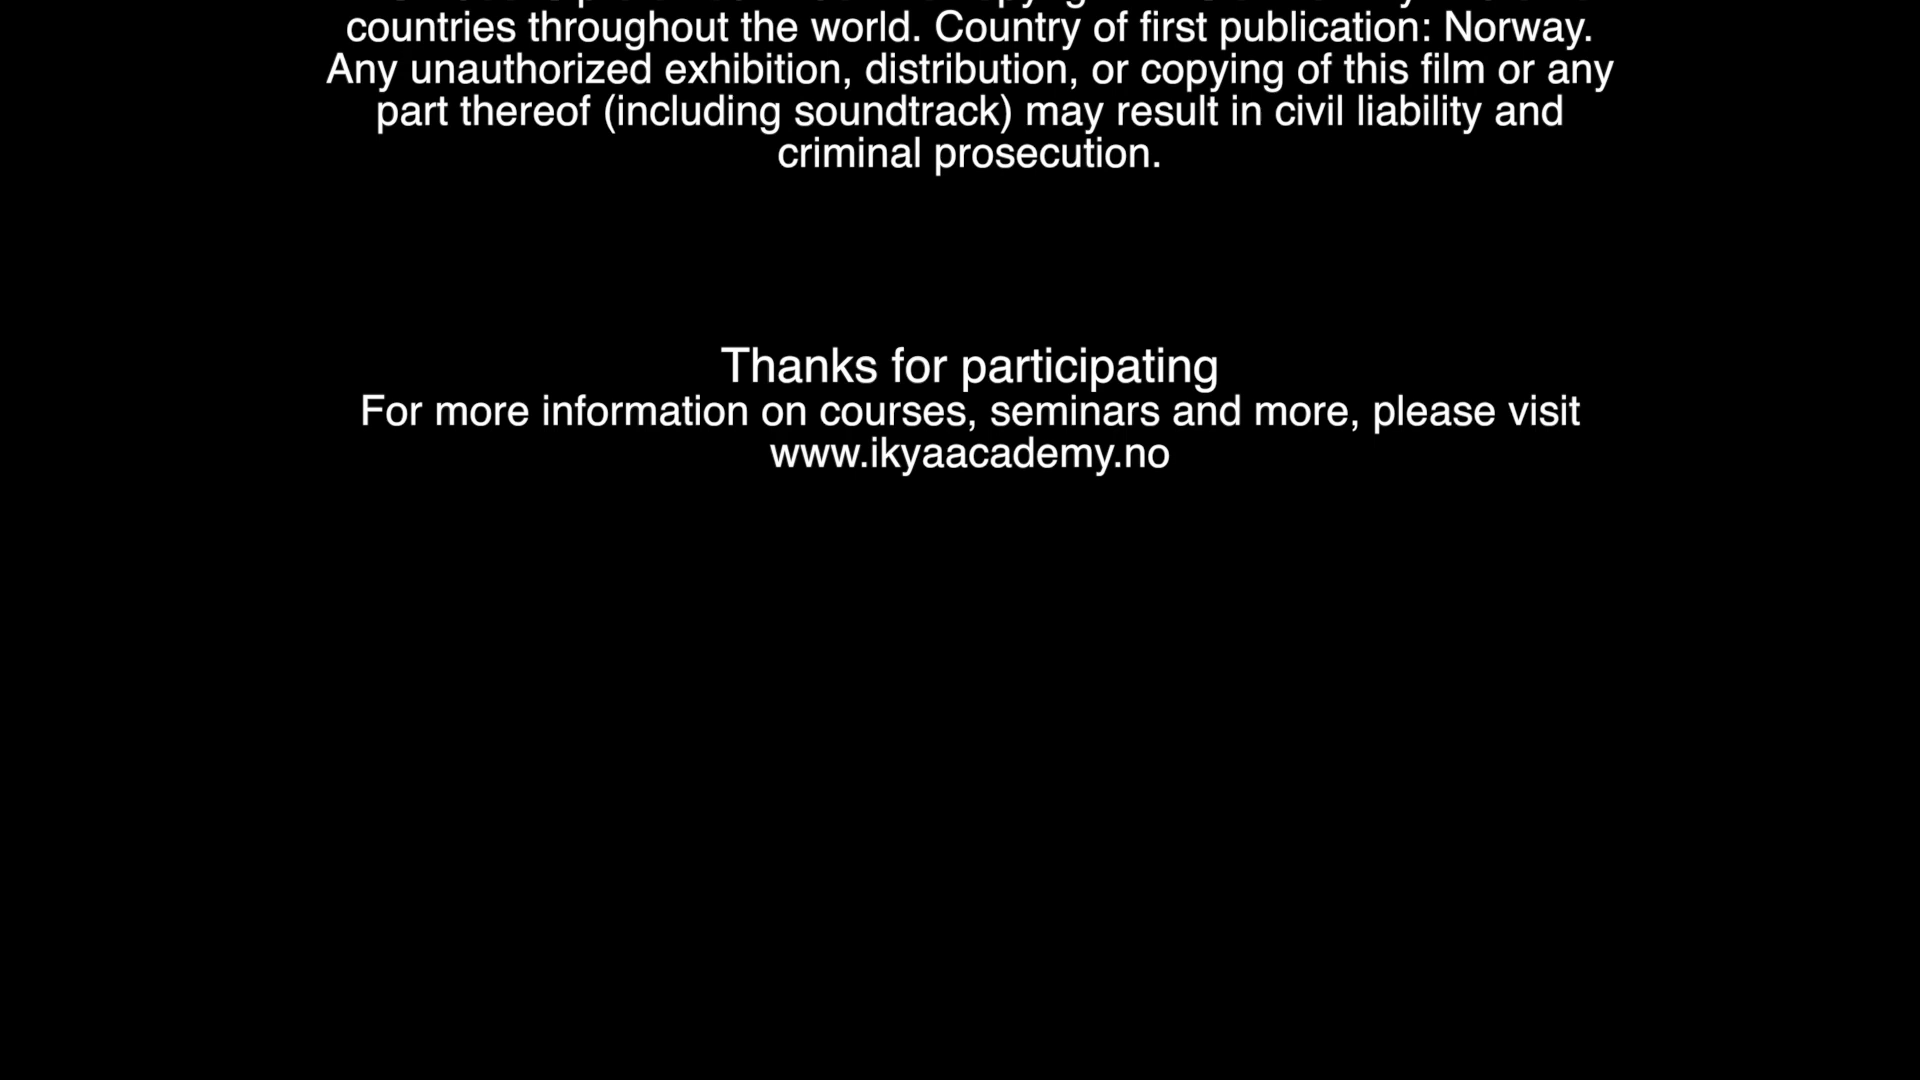 countries throughout the world. Country of first publication: Norway.
Any unauthorized exhibition, distribution, or copying of this film or any
part thereof (including soundtrack) may result in civil liability and
criminal prosecution.
Thanks for participating
For more information on courses, seminars and more, please visit
www.ikyaacademy.no